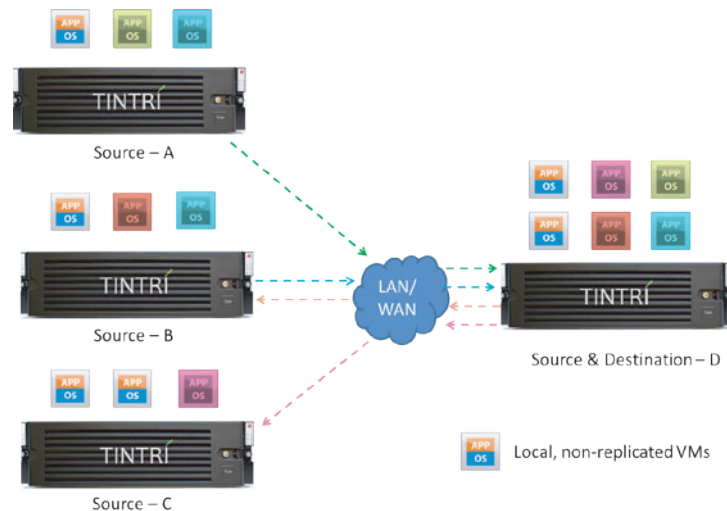 APP APP APP
OS OS OS
TINTRI
Source – A
APP APP APP
OS OS OS
TINTRI
Source – B
APP APP APP
OS OS OS
TINTRI
Source – C
LAN/
WAN
APP APP APP
OS OS OS
APP APP APP
OS OS OS
TINTRI
Source & Destination – D
APP
OS
Local, non-replicated VMs